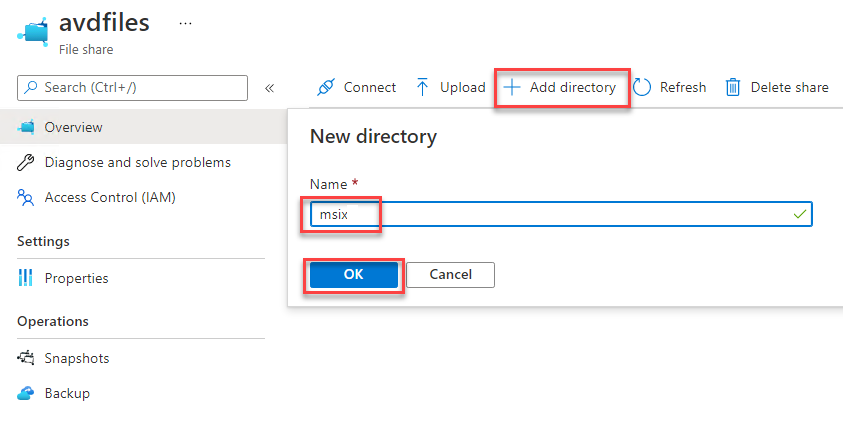 avdfiles ...
File share
Search (Ctrl+/) «
Connect Upload Add directory Refresh Delete share
Overview
Diagnose and solve problems
Access Control (IAM)
Settings
Properties
Operations
Snapshots
Backup
New directory
Name *
msix
OK Cancel